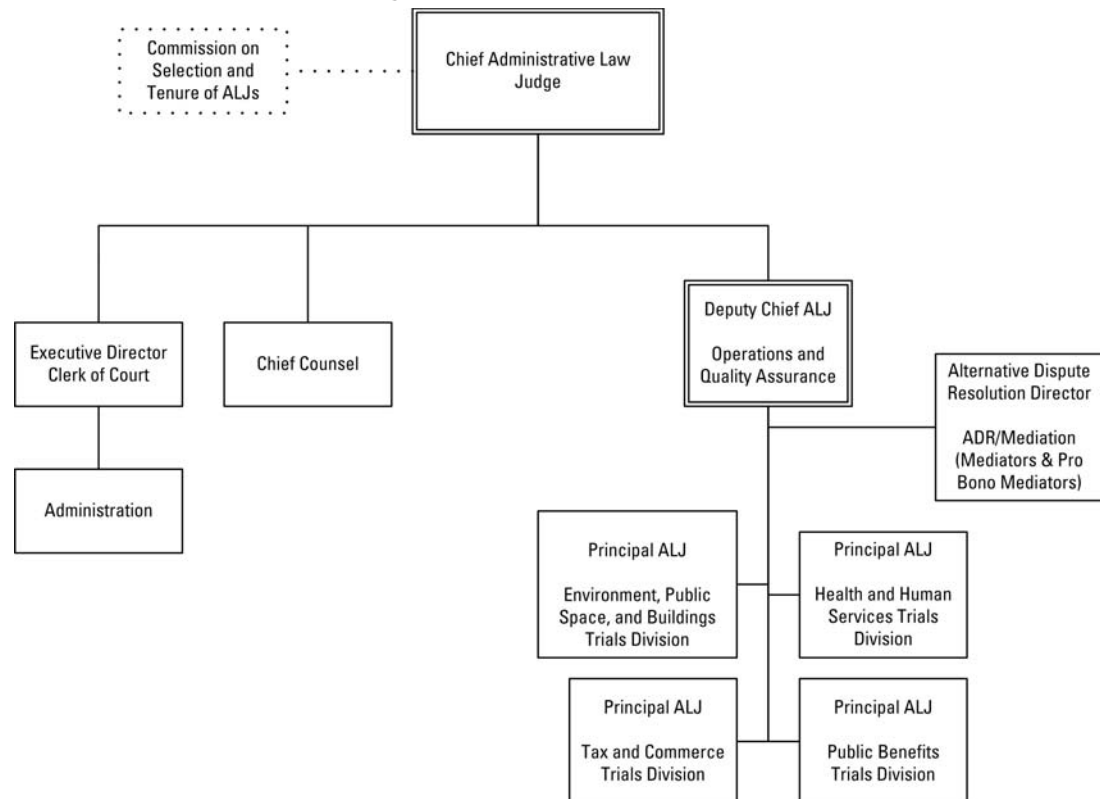 Commission on
Selection and
Tenure of ALJs
Chief Administrative Law
Judge
Executive Director
Clerk of Court
Chief Counsel
Deputy Chief ALJ
Operations and
Quality Assurance
Alternative Dispute
Resolution Director
ADR/Mediation
(Mediators & Pro
Bono Mediators)
Administration
Principal ALJ
Environment, Public
Space, and Buildings
Trials Division
Principal ALJ
Health and Human
Services Trials
Division
Principal ALJ
Tax and Commerce
Trials Division
Principal ALJ
Public Benefits
Trials Division